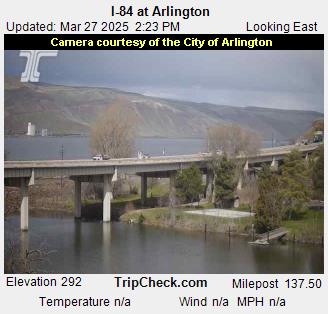 I-84 at Arlington
Updated: Mar 27 2025 2:23 PM Looking East
Camera courtesy of the City of Arlington
Elevation 292 TripCheck.com Milepost 137.50
Temperature n/a Wind n/a MPH n/a